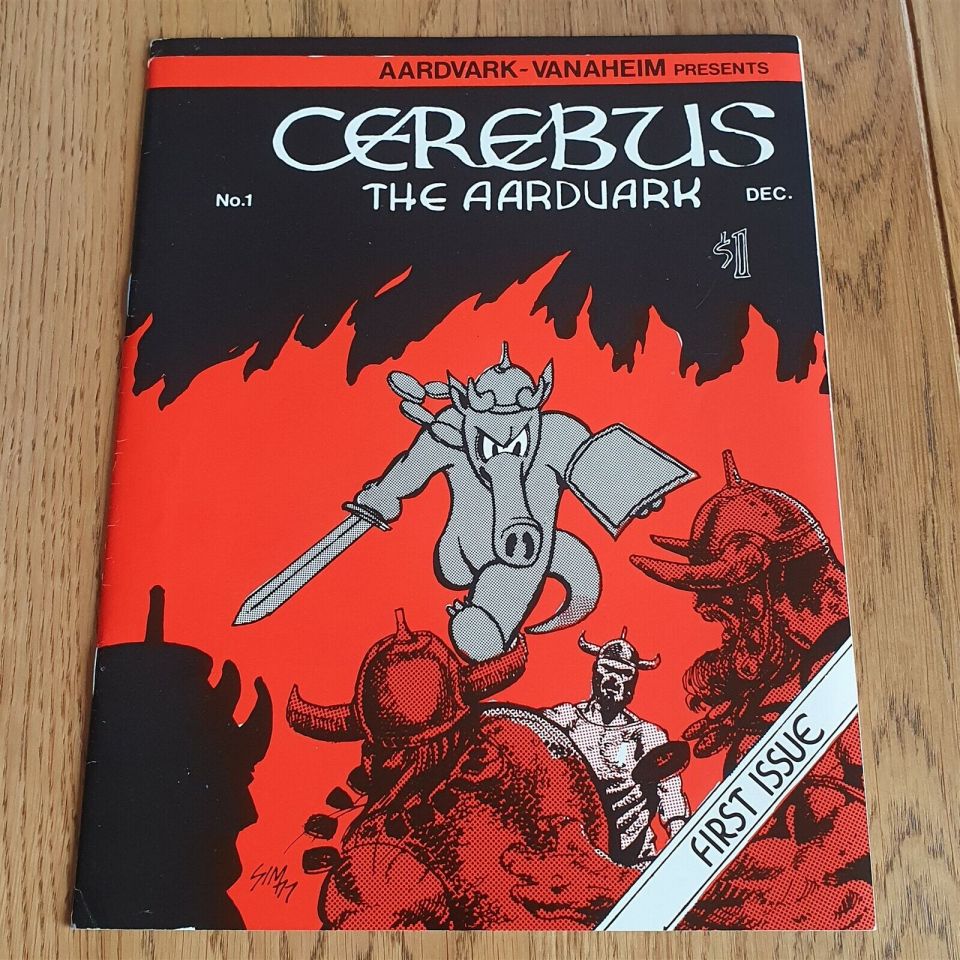 AARDVARK-VANAHEIM PRESENTS
CEREBUS
THE AARDVARK
No.1
DEC.
$1
FIRST ISSUE
SIM 77